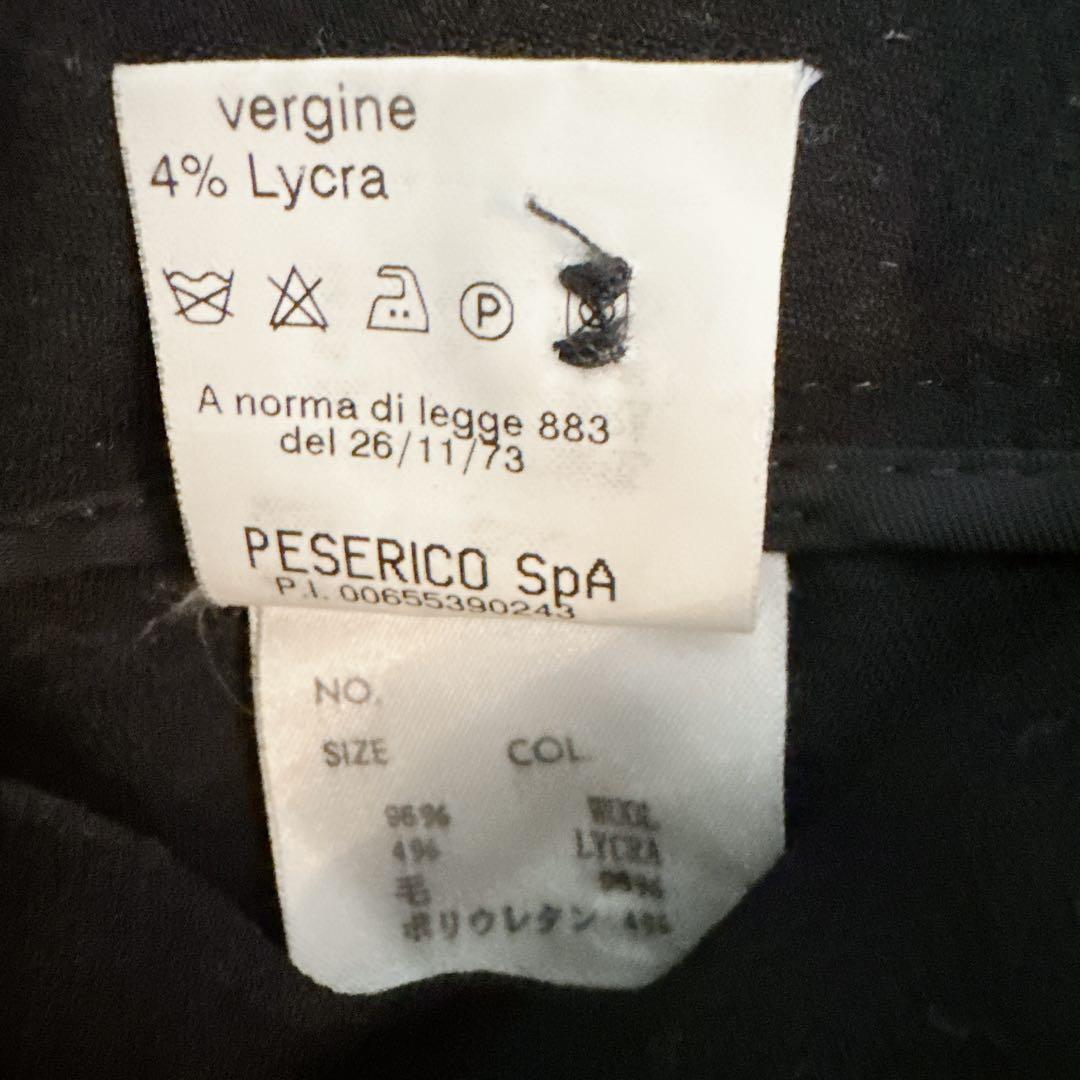 vergine
4% Lycra
P
A norma di legge 883
del 26/11/73
PESERICO SpA
P.I. 00655390243
NO.
SIZE COL.
96% WOOL
4% LYCRA
毛 96%
ポリウレタン 4%